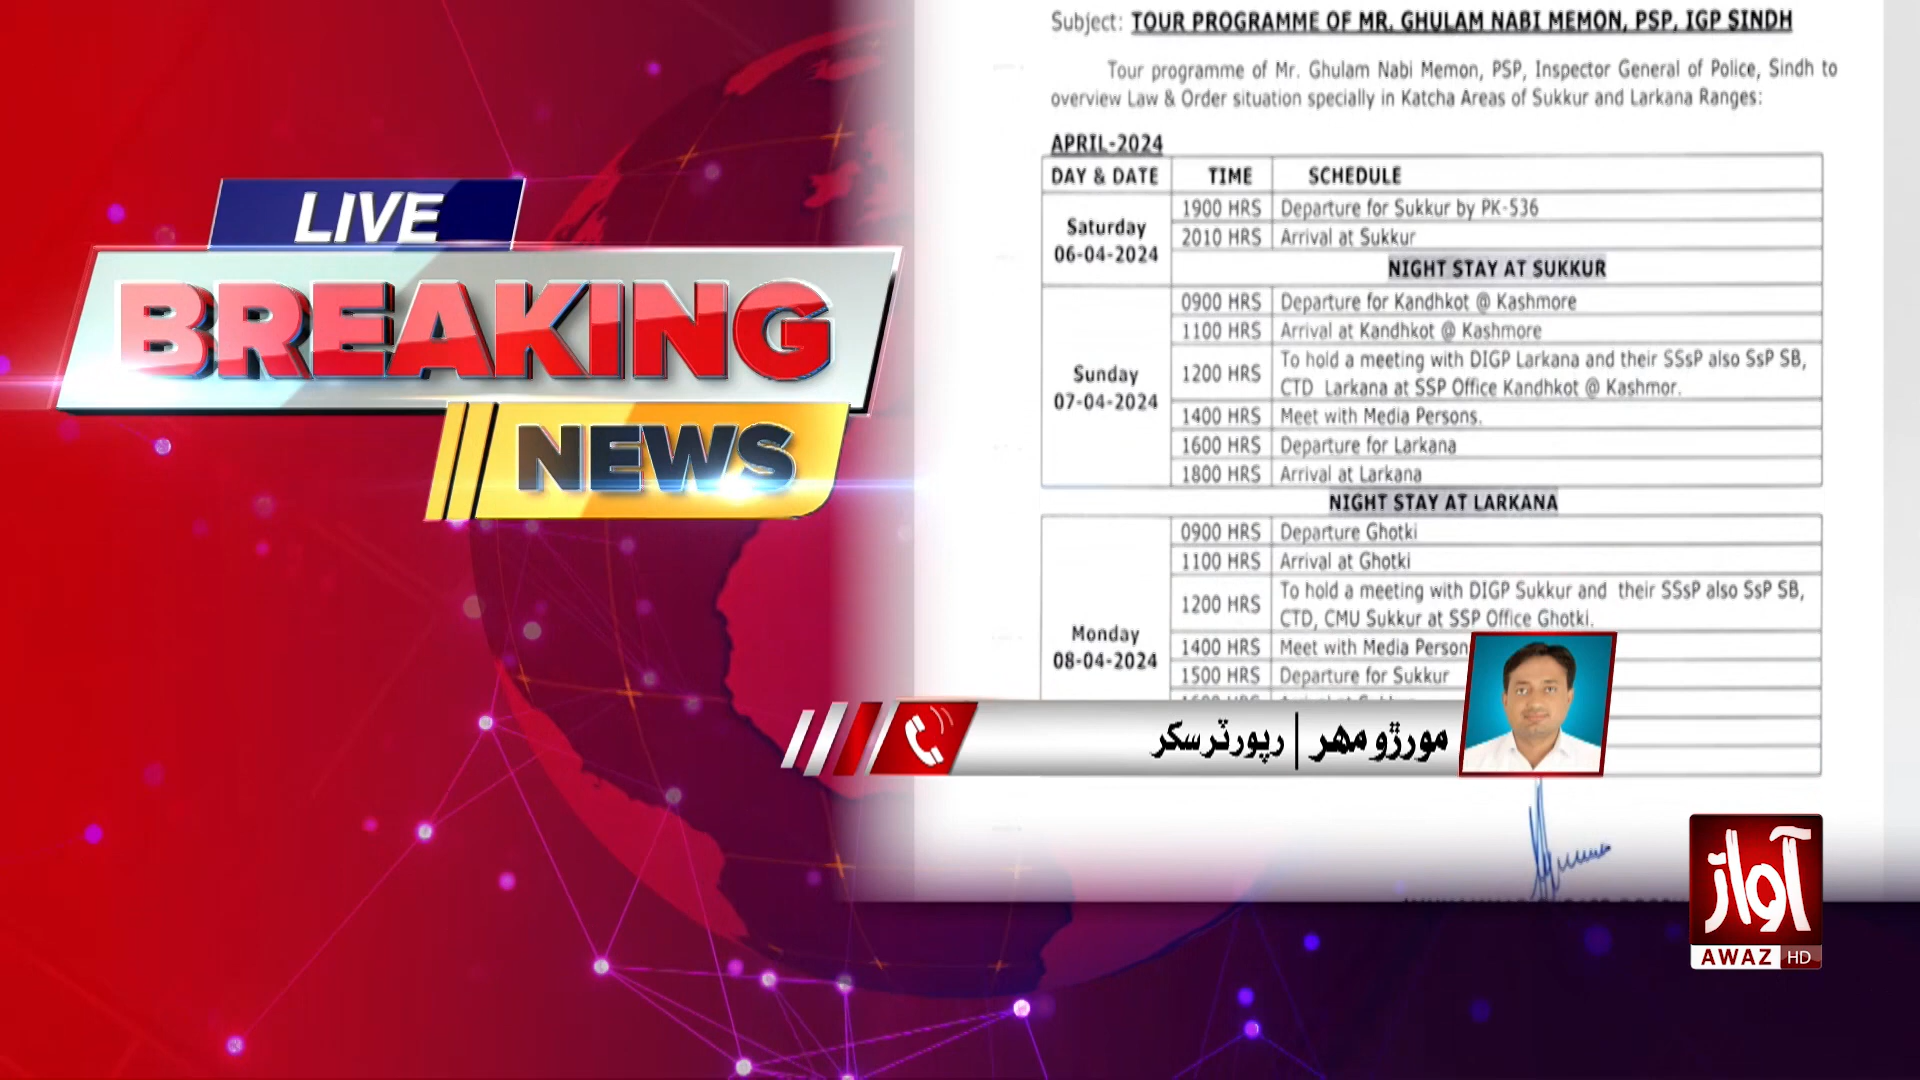 Subject: TOUR PROGRAMME OF MR. GHULAM NABI MEMON, PSP, IGP SINDH
Tour programme of Mr. Ghulam Nabi Memon, PSP, Inspector General of Police, Sindh to
overview Law & Order situation specially in Katcha Areas of Sukkur and Larkana Ranges:
APRIL-2024
DAY & DATE TIME SCHEDULE
Saturday
06-04-2024
1900 HRS Departure for Sukkur by PK-536
2010 HRS Arrival at Sukkur
NIGHT STAY AT SUKKUR
Sunday
07-04-2024
0900 HRS Departure for Kandhkot @ Kashmore
1100 HRS Arrival at Kandhkot @ Kashmore
1200 HRS To hold a meeting with DIGP Larkana and their SSsP also SsP SB,
CTD Larkana at SSP Office Kandhkot @ Kashmor.
1400 HRS Meet with Media Persons.
1600 HRS Departure for Larkana
1800 HRS Arrival at Larkana
NIGHT STAY AT LARKANA
Monday
08-04-2024
0900 HRS Departure Ghotki
1100 HRS Arrival at Ghotki
1200 HRS To hold a meeting with DIGP Sukkur and their SSsP also SsP SB,
CTD, CMU Sukkur at SSP Office Ghotki.
1400 HRS Meet with Media Person
1500 HRS Departure for Sukkur
LIVE
BREAKING
NEWS
مورڙو مھر | رپورٽر سکر
آواز
AWAZ HD